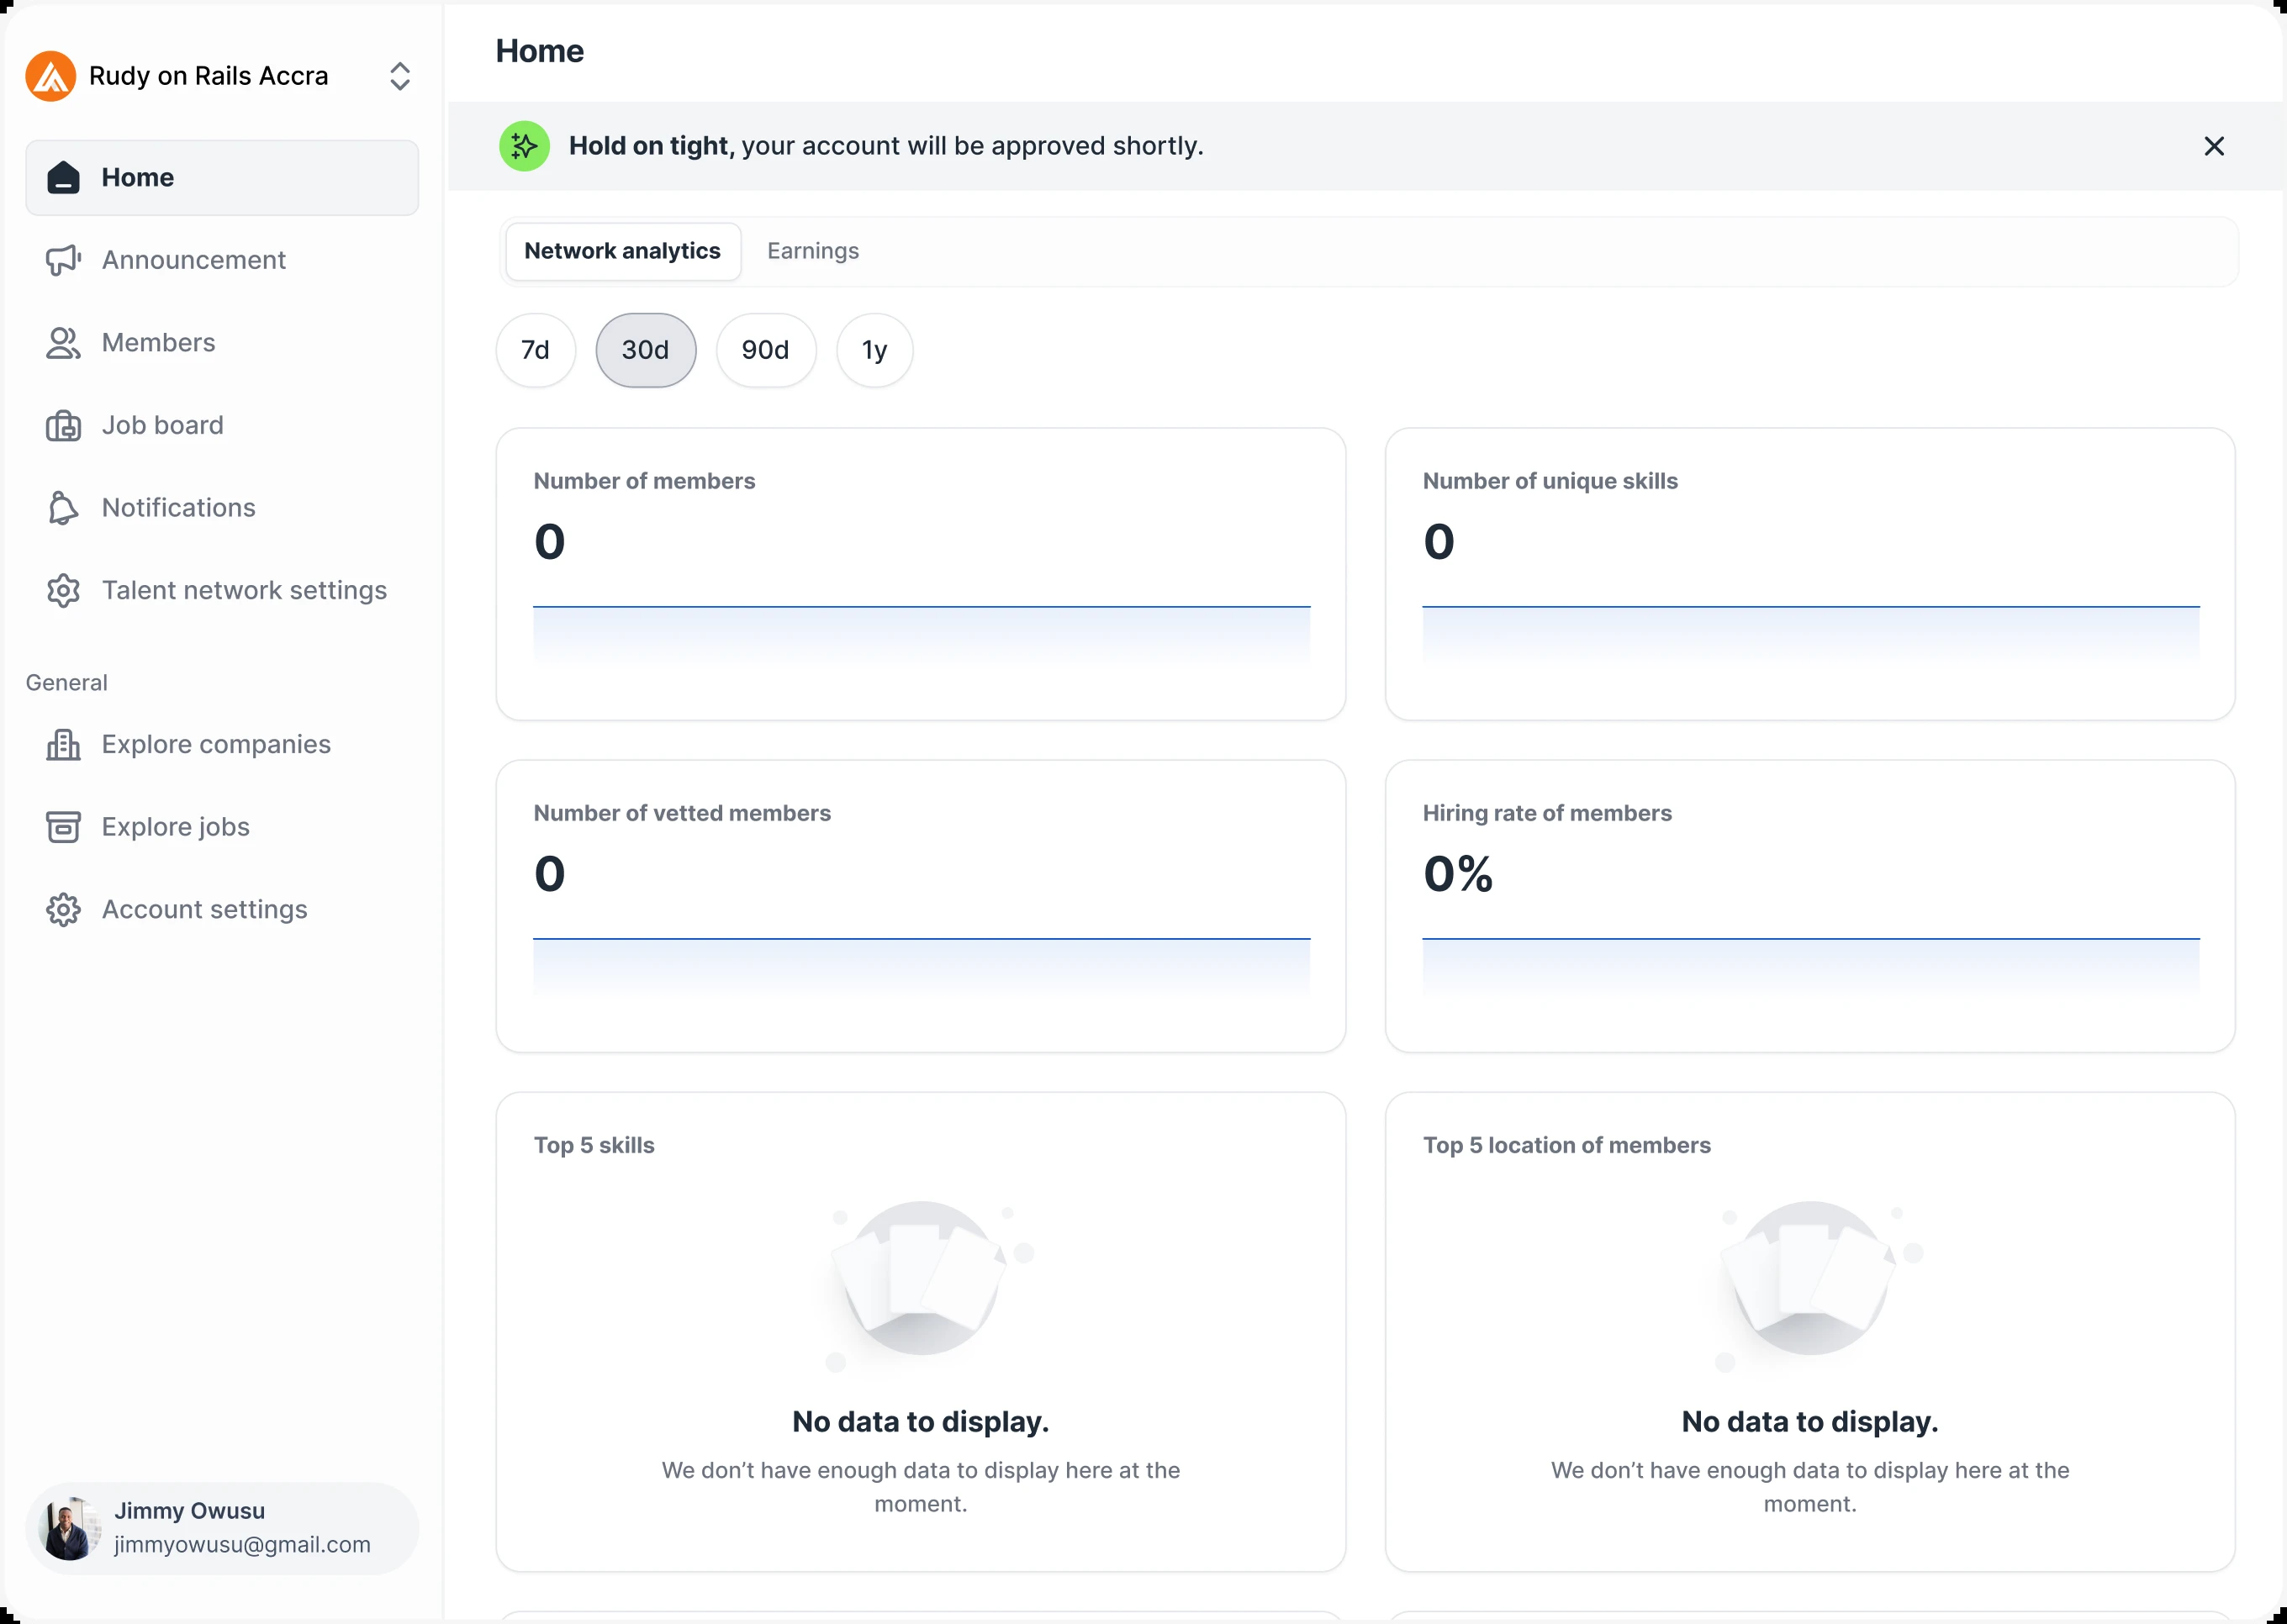 Rudy on Rails Accra
Home
Announcement
Members
Job board
Notifications
Talent network settings
General
Explore companies
Explore jobs
Account settings
Jimmy Owusu
jimmyowusu@gmail.com
Home
Hold on tight, your account will be approved shortly.
Network analytics
Earnings
7d
30d
90d
1y
Number of members
0
Number of unique skills
0
Number of vetted members
0
Hiring rate of members
0%
Top 5 skills
No data to display.
We don’t have enough data to display here at the
moment.
Top 5 location of members
No data to display.
We don’t have enough data to display here at the
moment.